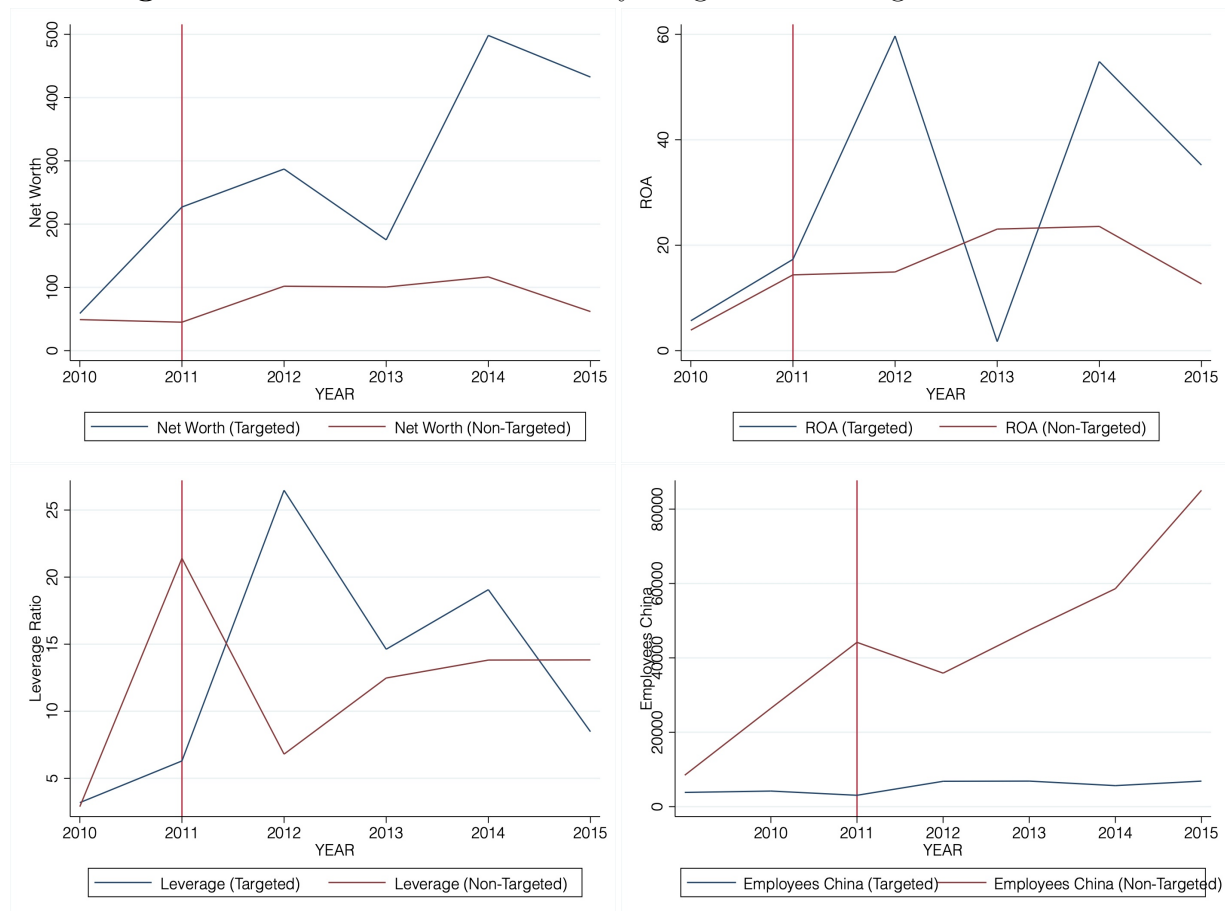 500
400
300
200
100
0
Net Worth
2010 2011 2012 2013 2014 2015
YEAR
Net Worth (Targeted) Net Worth (Non-Targeted)
60
40
20
0
ROA
2010 2011 2012 2013 2014 2015
YEAR
ROA (Targeted) ROA (Non-Targeted)
25
20
15
10
5
Leverage Ratio
2010 2011 2012 2013 2014 2015
YEAR
Leverage (Targeted) Leverage (Non-Targeted)
80000
60000
40000
20000
0
Employees China
2010 2011 2012 2013 2014 2015
YEAR
Employees China (Targeted) Employees China (Non-Targeted)